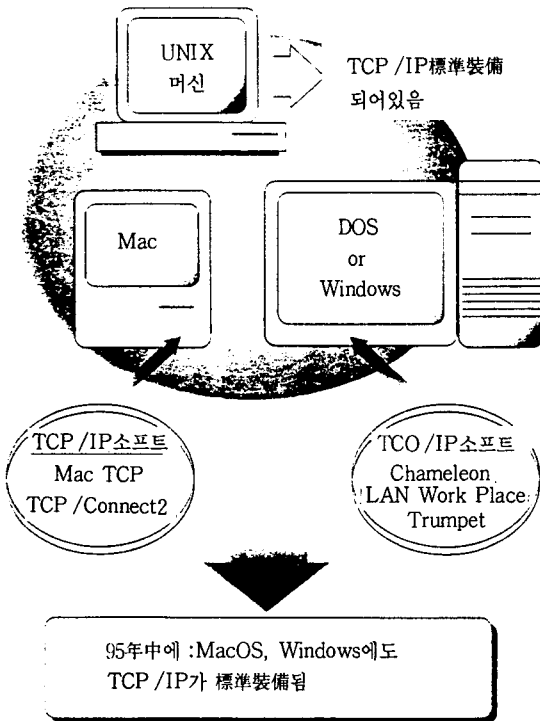 UNIX
머신
TCP /IP標準裝備
되어있음
Mac
DOS
or
Windows
TCP /IP소프트
Mac TCP
TCP /Connect2
TCO /IP소프트
Chameleon
LAN Work Place
Trumpet
95年中에 :MacOS, Windows에도
TCP /IP가 標準裝備됨